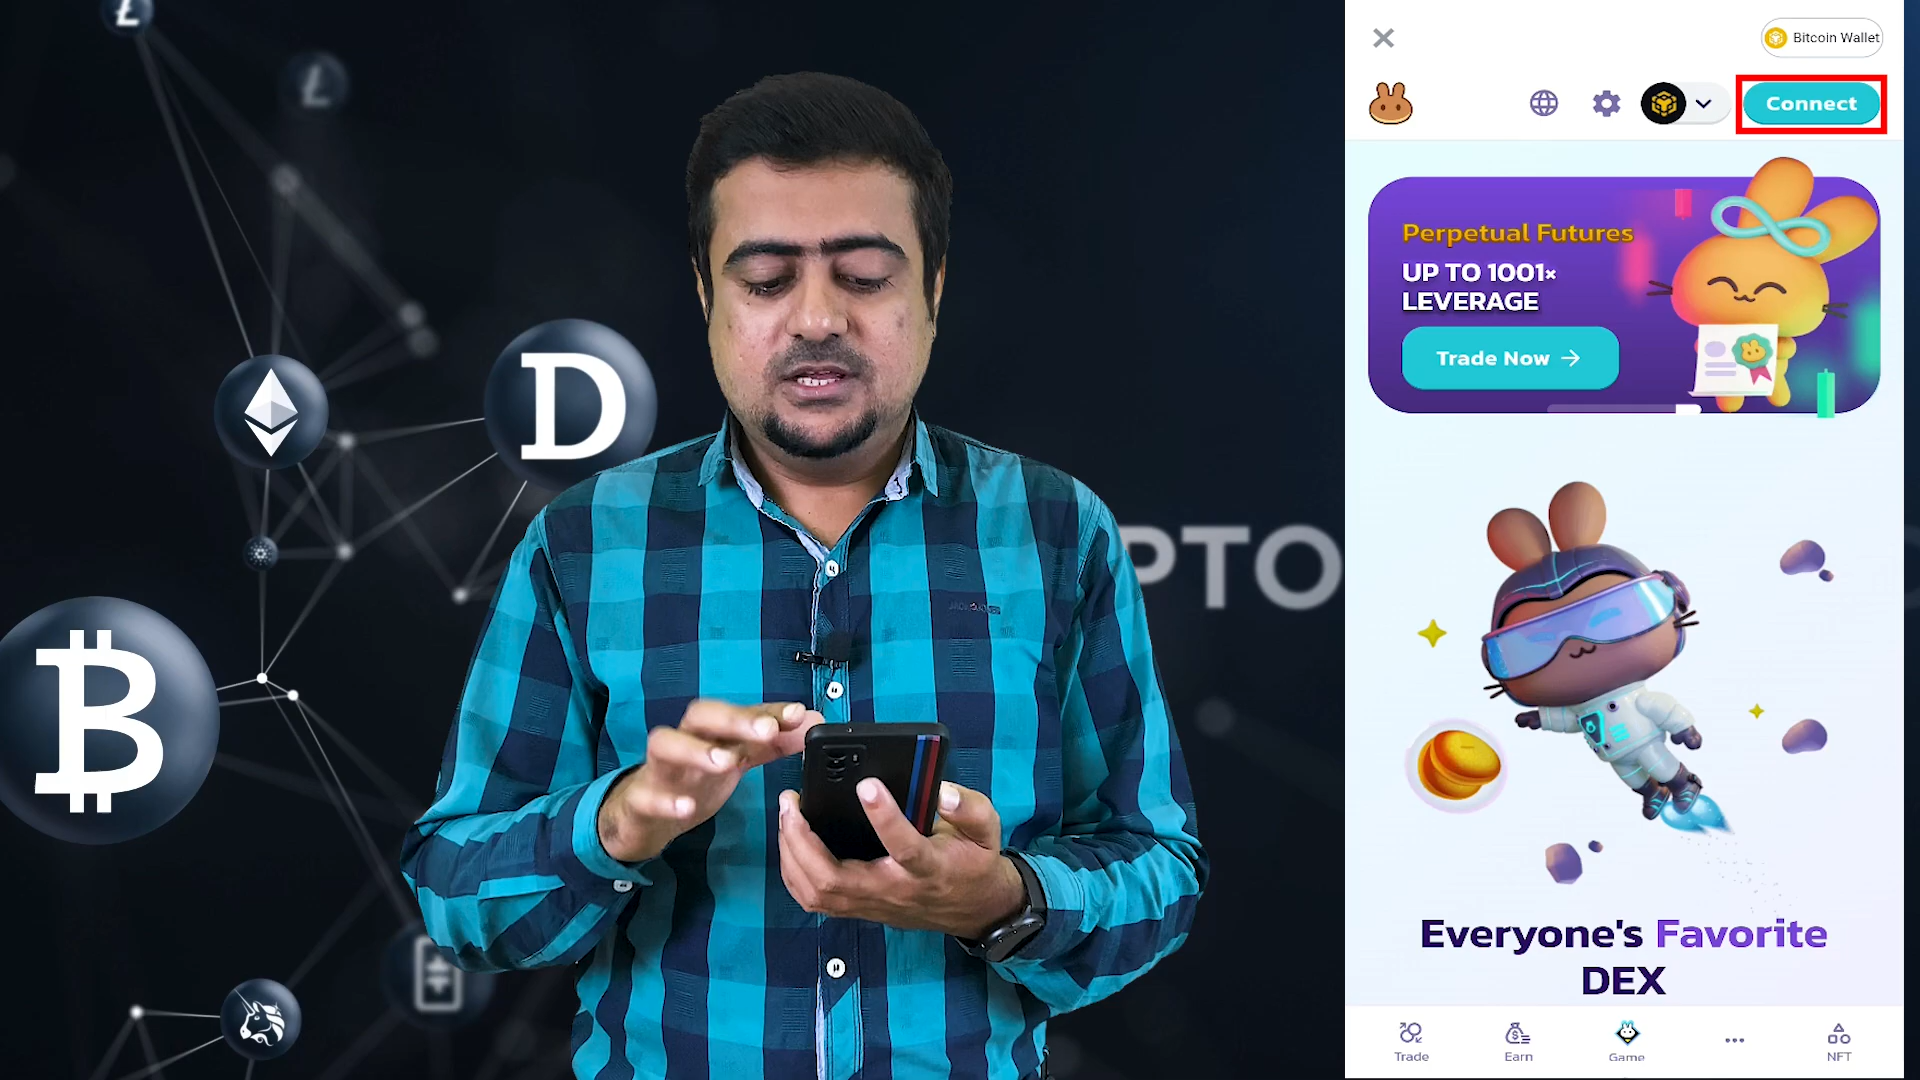 PTO
Bitcoin Wallet
Connect
Perpetual Futures
UP TO 1001×
LEVERAGE
Trade Now →
Everyone's Favorite
DEX
Trade
Earn
Game
NFT